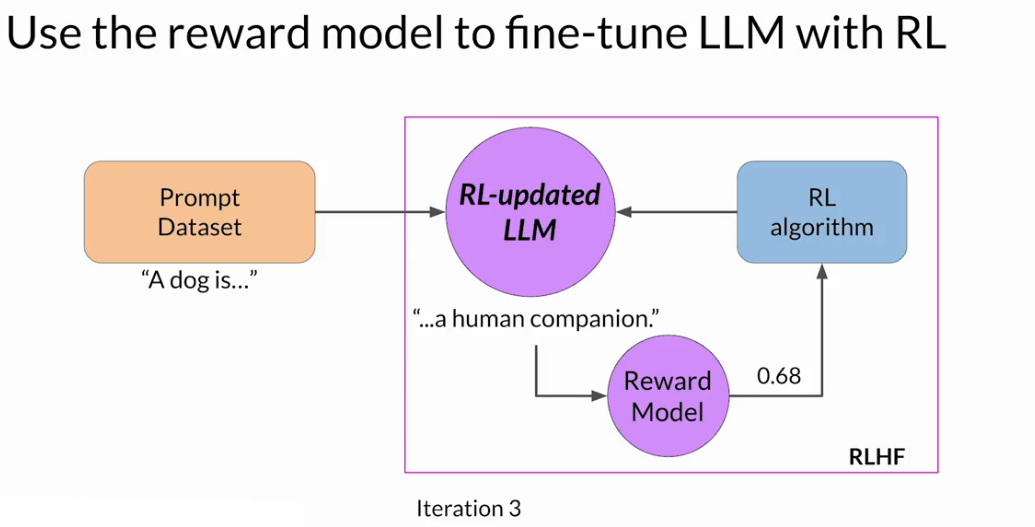 Use the reward model to fine-tune LLM with RL
Prompt
Dataset
“A dog is...”
RL-updated
LLM
RL
algorithm
“...a human companion.”
Reward
Model
0.68
RLHF
Iteration 3